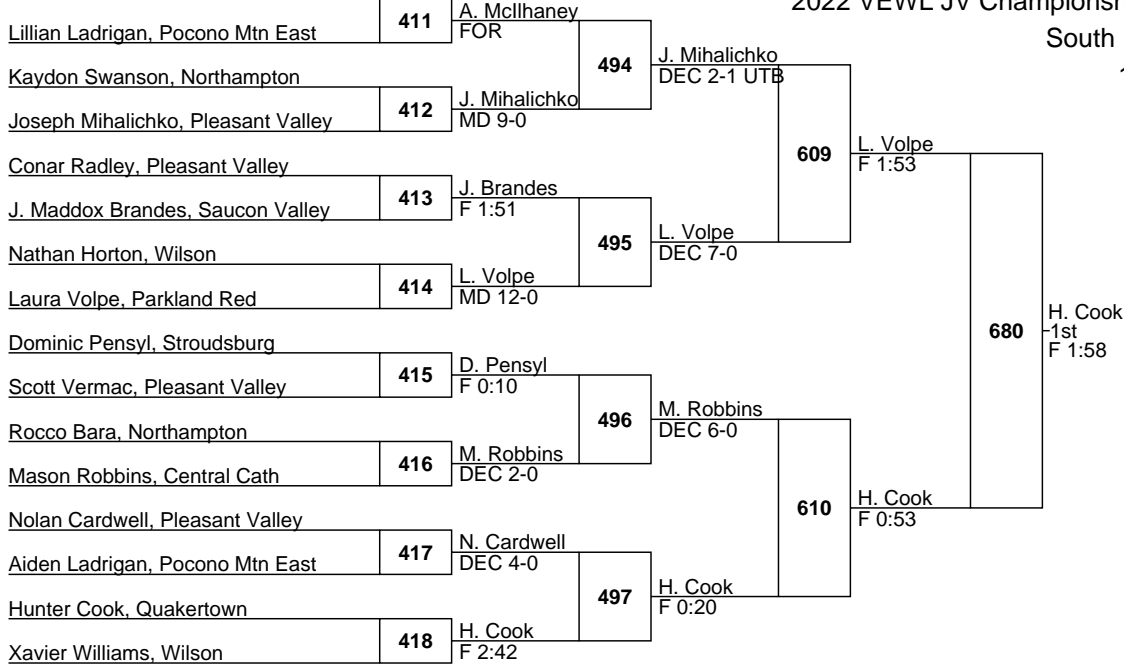 2022 VEWL JV Championsh
South
A. McIlhaney
411
FOR
Lillian Ladrigan, Pocono Mtn East
494
J. Mihalichko
DEC 2-1 UTB
Kaydon Swanson, Northampton
412
J. Mihalichko
MD 9-0
Joseph Mihalichko, Pleasant Valley
609
L. Volpe
F 1:53
Conar Radley, Pleasant Valley
413
J. Brandes
F 1:51
J. Maddox Brandes, Saucon Valley
495
L. Volpe
DEC 7-0
Nathan Horton, Wilson
414
L. Volpe
MD 12-0
Laura Volpe, Parkland Red
680
H. Cook
1st
F 1:58
Dominic Pensyl, Stroudsburg
415
D. Pensyl
F 0:10
Scott Vermac, Pleasant Valley
496
M. Robbins
DEC 6-0
Rocco Bara, Northampton
416
M. Robbins
DEC 2-0
Mason Robbins, Central Cath
610
H. Cook
F 0:53
Nolan Cardwell, Pleasant Valley
417
N. Cardwell
DEC 4-0
Aiden Ladrigan, Pocono Mtn East
497
H. Cook
F 0:20
Hunter Cook, Quakertown
418
H. Cook
F 2:42
Xavier Williams, Wilson